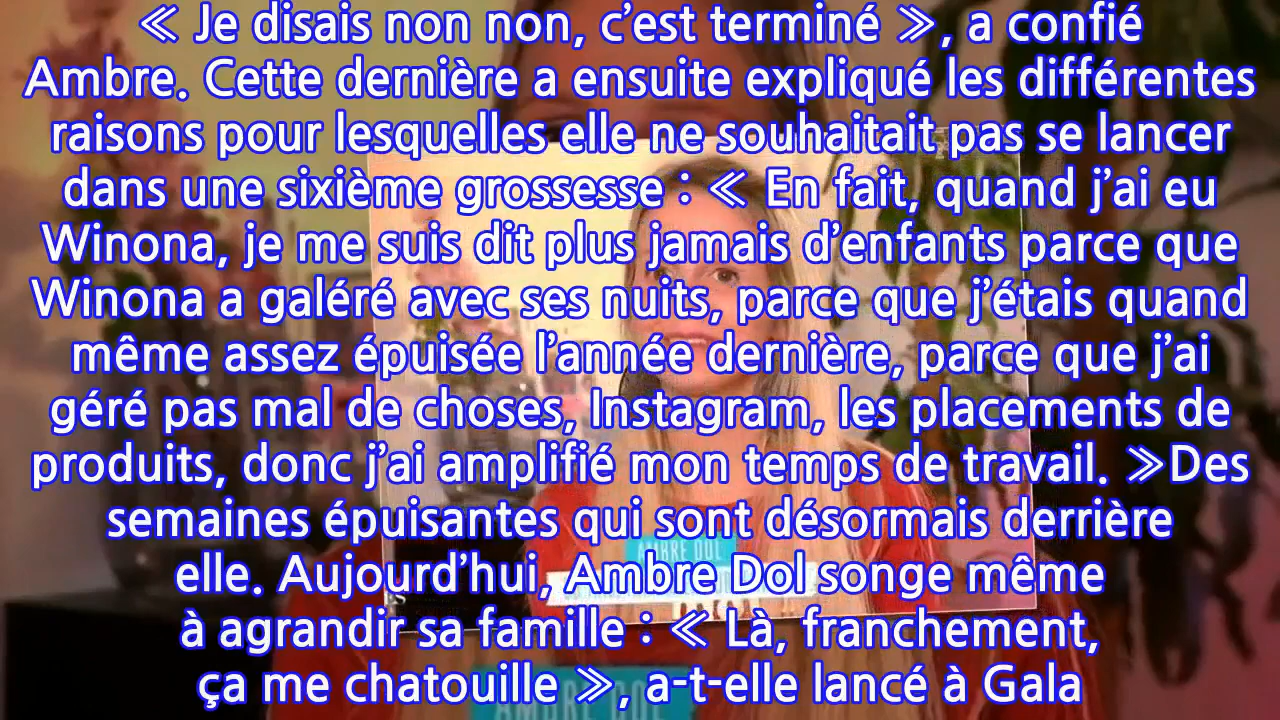 « Je disais non non, c’est terminé », a confié
Ambre. Cette dernière a ensuite expliqué les différentes
raisons pour lesquelles elle ne souhaitait pas se lancer
dans une sixième grossesse : « En fait, quand j’ai eu
Winona, je me suis dit plus jamais d’enfants parce que
Winona a galéré avec ses nuits, parce que j’étais quand
même assez épuisée l’année dernière, parce que j’ai
géré pas mal de choses, Instagram, les placements de
produits, donc j’ai amplifié mon temps de travail. »Des
semaines épuisantes qui sont désormais derrière
AMBRE DOL
elle. Aujourd’hui, Ambre Dol songe même
à agrandir sa famille : « Là, franchement,
ça me chatouille », a-t-elle lancé à Gala
AMBRE DOL